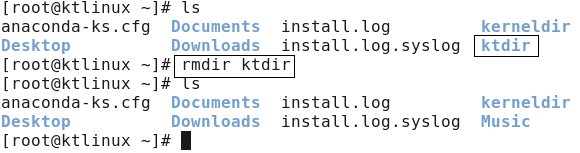 [root@ktlinux ~]# ls
anaconda-ks.cfg Documents install.log kerneldir
Desktop Downloads install.log.syslog ktdir
[root@ktlinux ~]# rmdir ktdir
[root@ktlinux ~]# ls
anaconda-ks.cfg Documents install.log kerneldir
Desktop Downloads install.log.syslog Music
[root@ktlinux ~]#